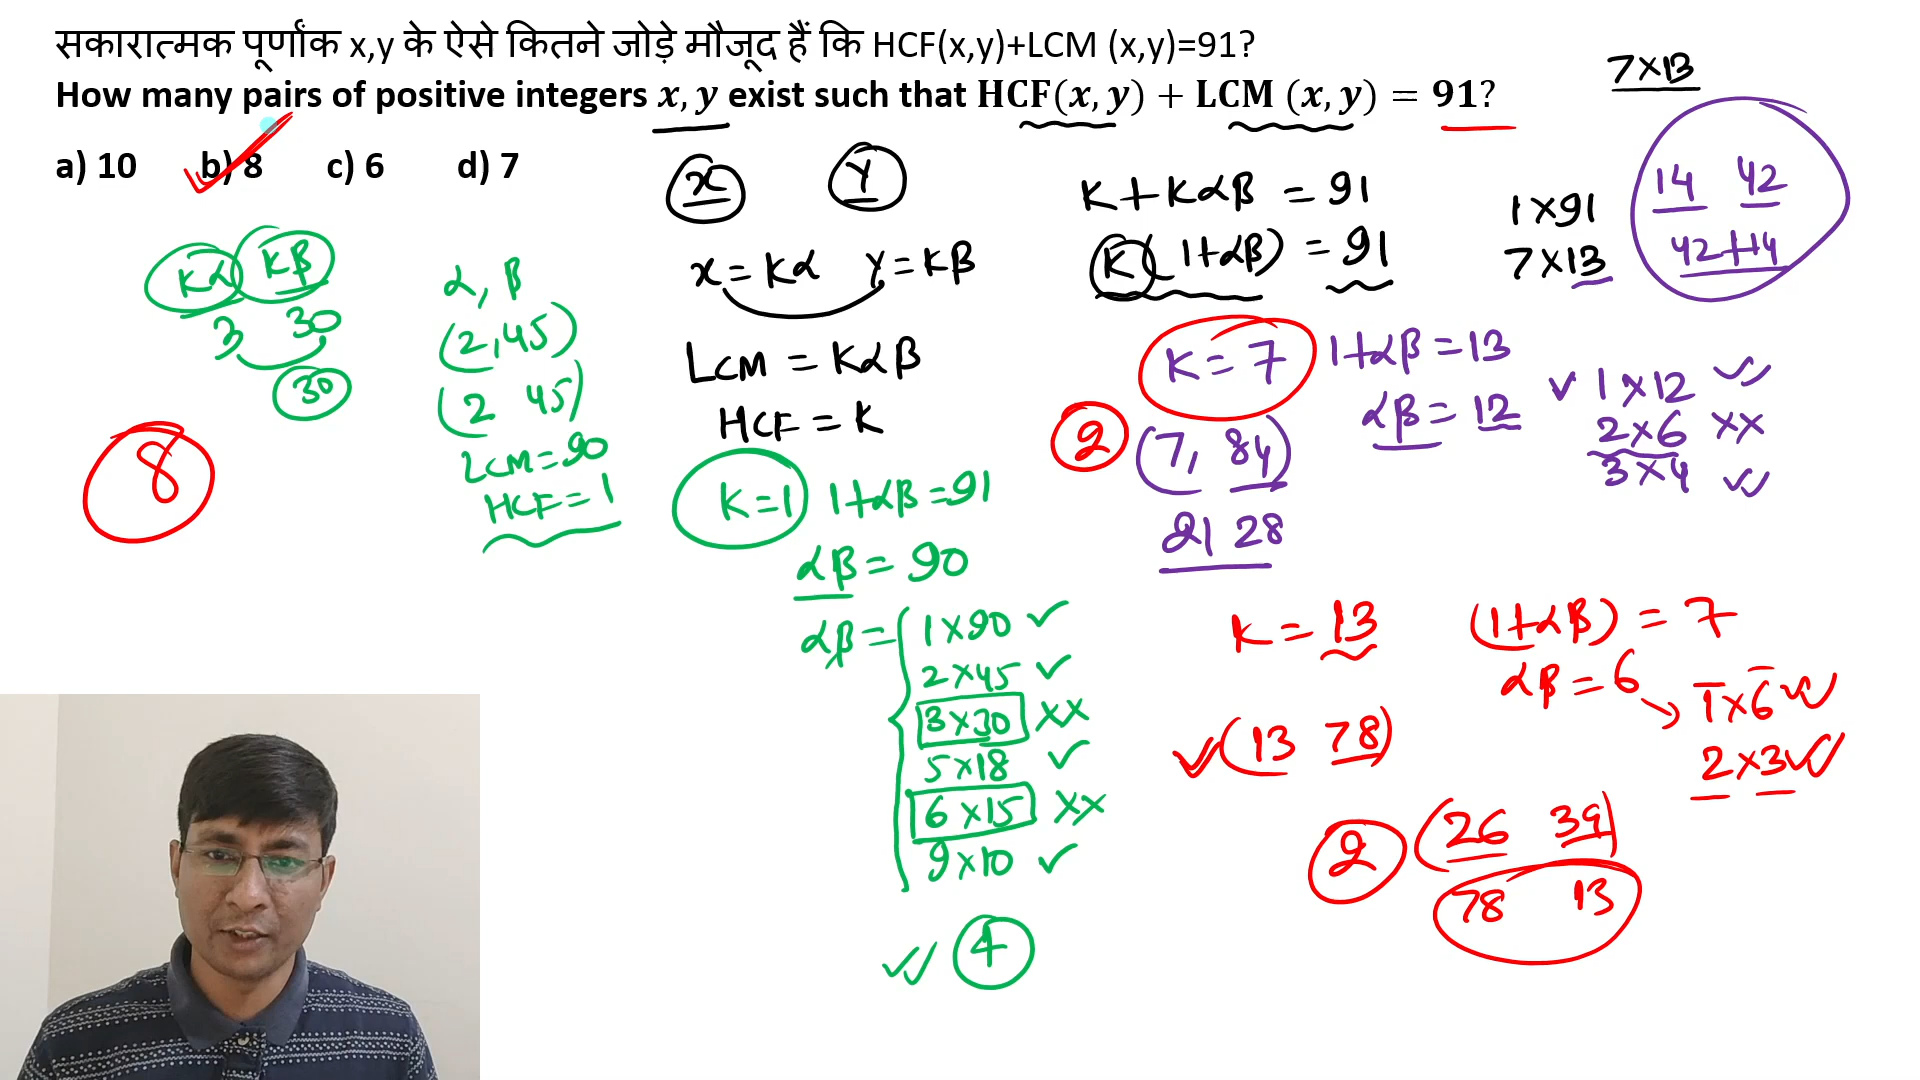 सकारात्मक पूर्णांक x,y के ऐसे कितने जोड़े मौजूद हैं कि HCF(x,y)+LCM (x,y)=91?
How many pairs of positive integers x, y exist such that HCF(x, y) + LCM (x, y) = 91?
a) 10 b) 8 c) 6 d) 7
7×13
x y
x = Kα y = Kβ
LCM = Kαβ
HCF = K
K+Kαβ = 91
K(1+αβ) = 91
1×91
7×13
14 42
42+14
Kα Kβ
3 30
30
8
α, β
(2,45)
(2 45)
LCM=90
HCF=1
K=1 1+αβ=91
αβ = 90
αβ = 1×90 ✓
2×45 ✓
3×30 ××
5×18 ✓
6×15 ××
9×10 ✓
✓✓ 4
K=7 1+αβ=13
αβ=12
✓ 1×12 ✓✓
2×6 ××
3×4 ✓✓
2 (7, 84)
21 28
K = 13 (1+αβ) = 7
αβ=6 → 1×6 ✓✓
2×3 ✓✓
✓ (13 78)
2 (26 39)
78 13